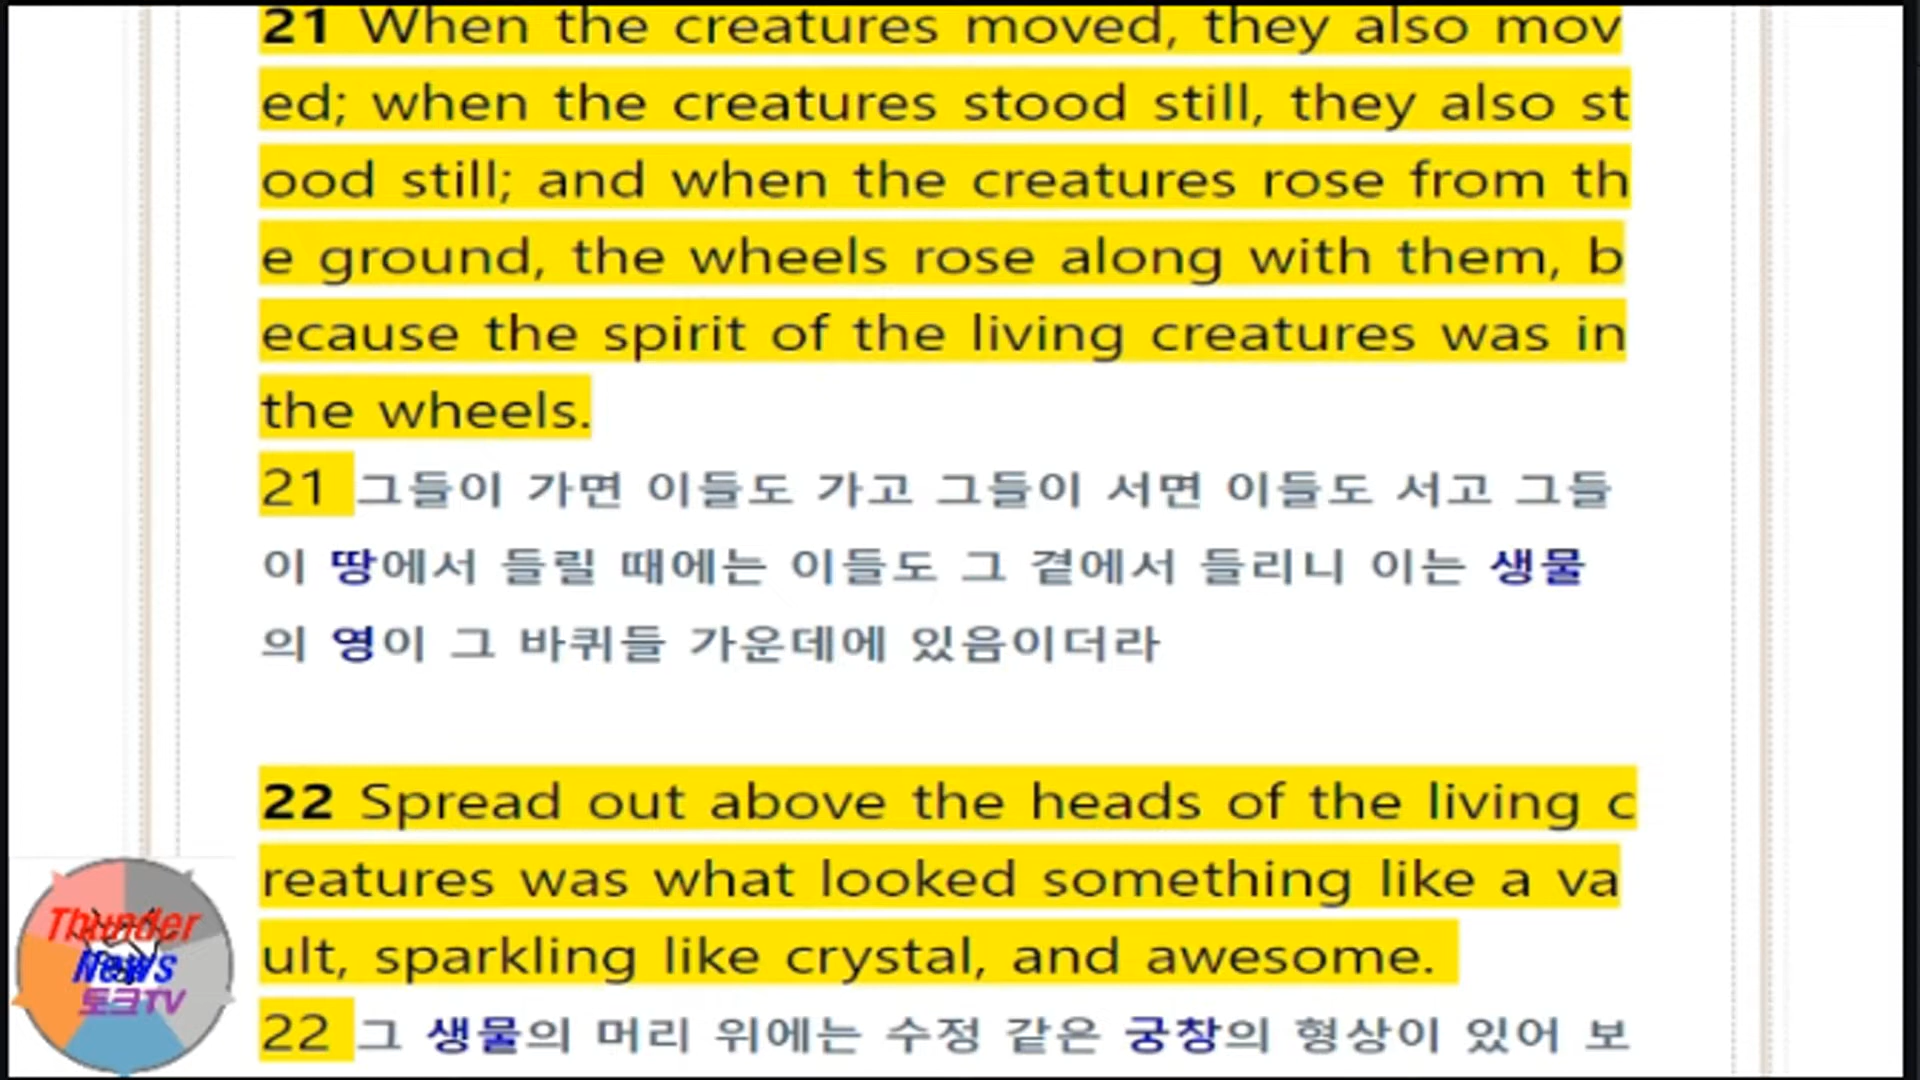 21 When the creatures moved, they also mov
ed; when the creatures stood still, they also st
ood still; and when the creatures rose from th
e ground, the wheels rose along with them, b
ecause the spirit of the living creatures was in
the wheels.
21 그들이 가면 이들도 가고 그들이 서면 이들도 서고 그들
이 땅에서 들릴 때에는 이들도 그 곁에서 들리니 이는 생물
의 영이 그 바퀴들 가운데에 있음이더라
22 Spread out above the heads of the living c
reatures was what looked something like a va
ult, sparkling like crystal, and awesome.
22 그 생물의 머리 위에는 수정 같은 궁창의 형상이 있어 보
Thunder
News
토크TV